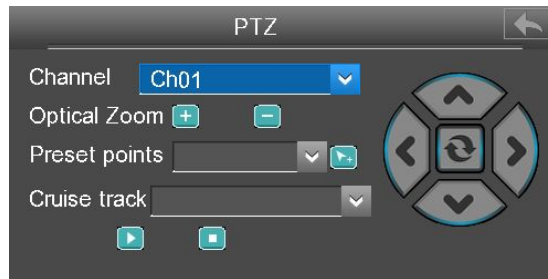 PTZ
Channel Ch01
Optical Zoom
Preset points
Cruise track